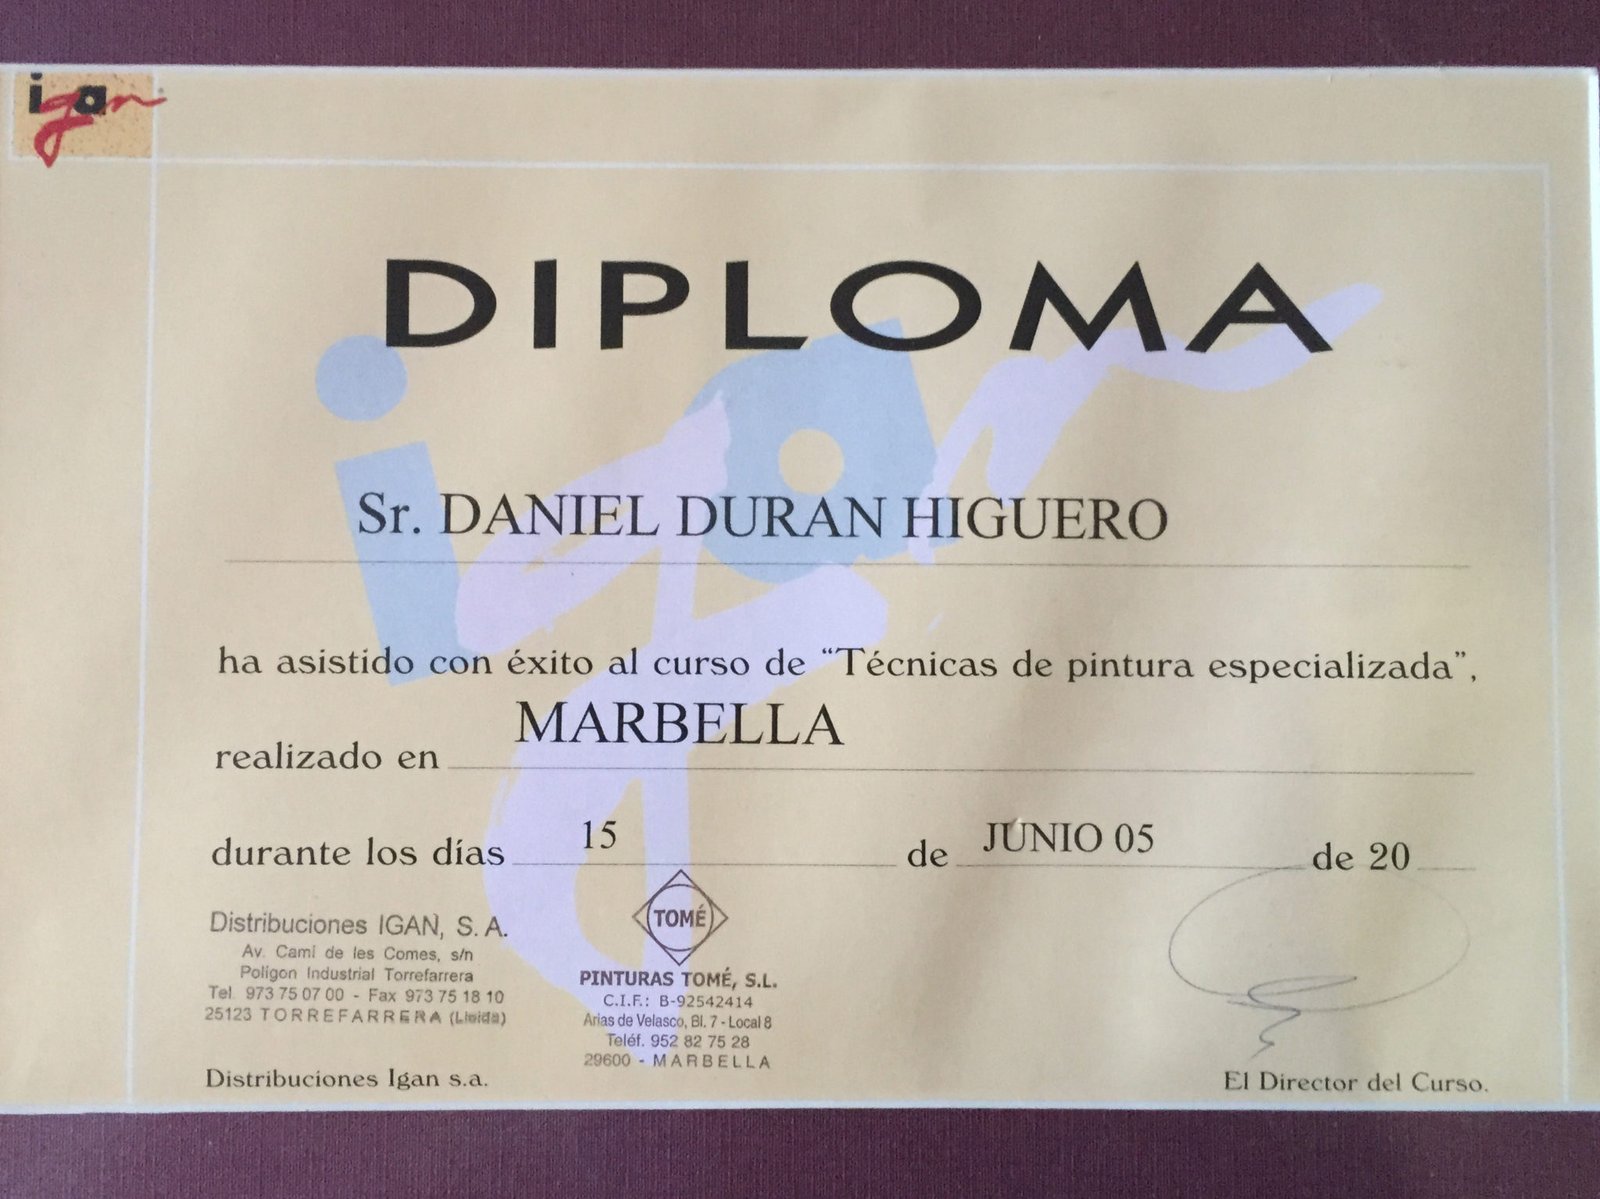 igan
DIPLOMA
igan
Sr. DANIEL DURAN HIGUERO
ha asistido con éxito al curso de “Técnicas de pintura especializada”,
realizado en MARBELLA
durante los días 15 de JUNIO 05 de 20
Distribuciones IGAN, S.A.
Av. Camí de les Comes, s/n
Polígon Industrial Torrefarrera
Tel. 973 75 07 00 - Fax 973 75 18 10
25123 TORREFARRERA (Lleida)
Distribuciones Igan s.a.
TOMÉ
PINTURAS TOMÉ, S.L.
C.I.F.: B-92542414
Arias de Velasco, Bl. 7 - Local 8
Teléf. 952 82 75 28
29600 - MARBELLA
El Director del Curso.